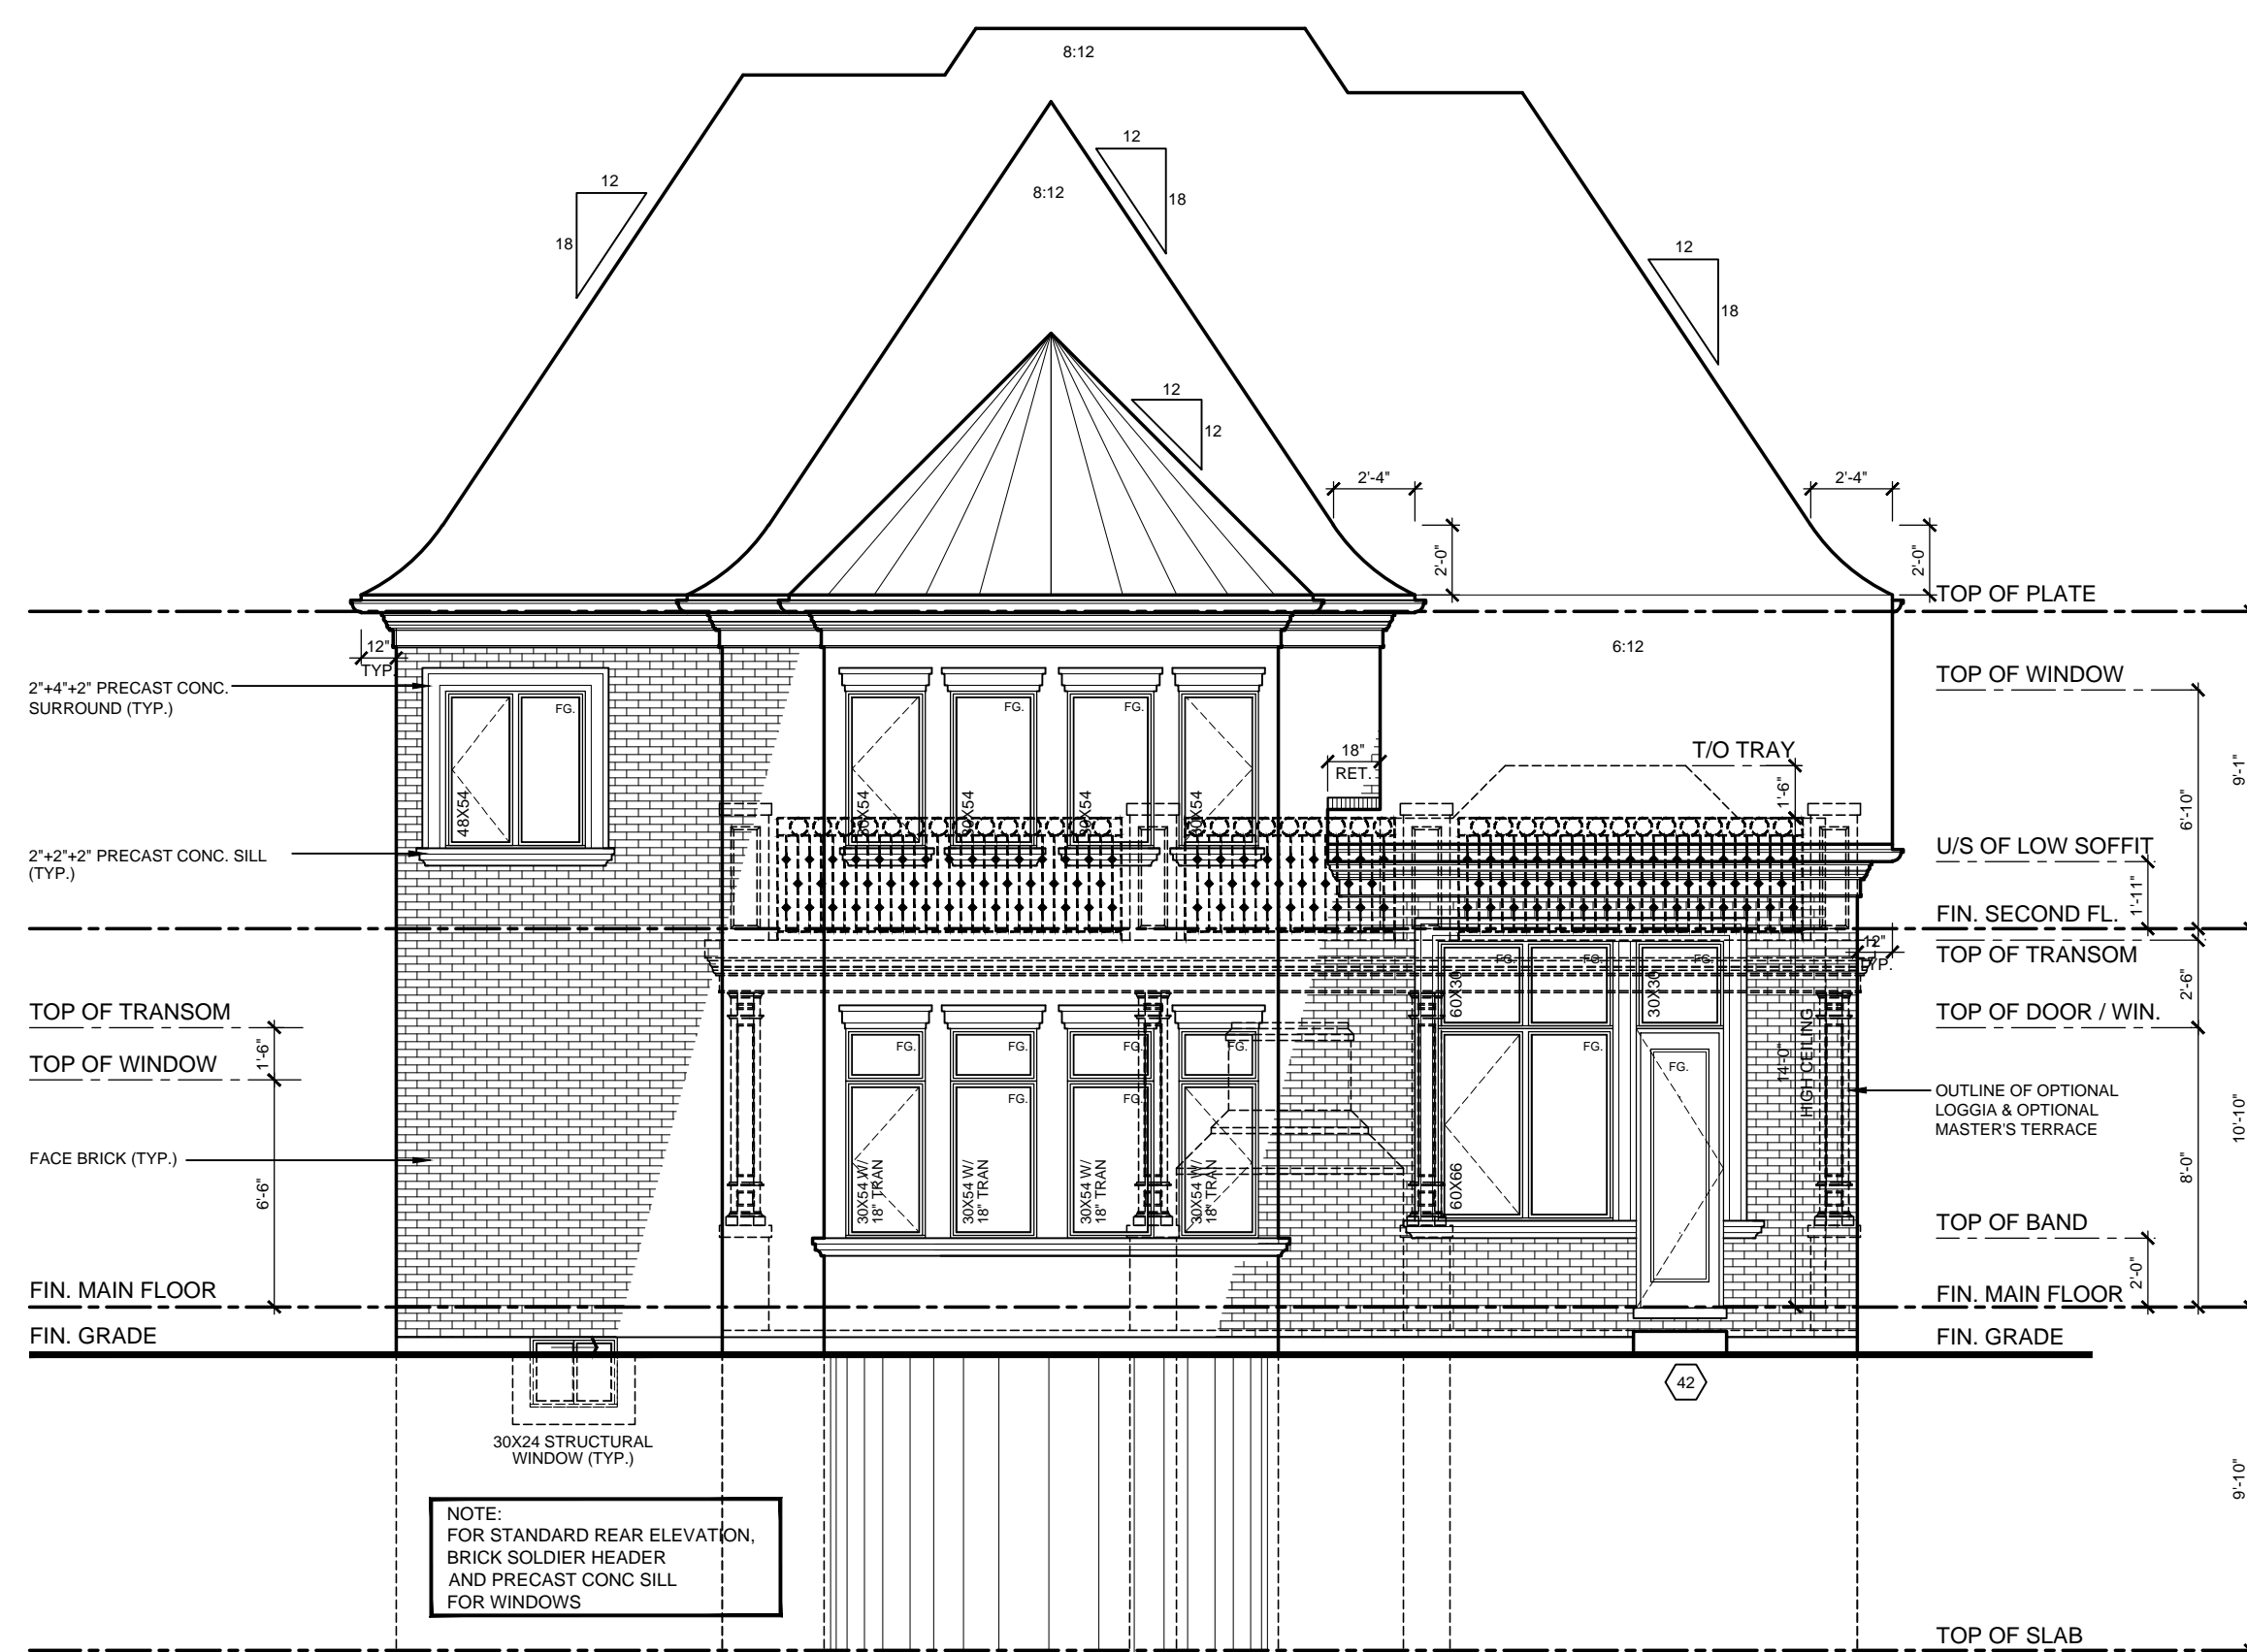 8:12
12
18
8:12
12
18
12
18
12
12
2'-4"
2'-0"
2'-4"
2'-0"
TOP OF PLATE
12"
TYP.
6:12
TOP OF WINDOW
2"+4"+2" PRECAST CONC.
SURROUND (TYP.)
FG.
FG.
FG.
48X54
30X54
30X54
30X54
30X54
18"
RET.
T/O TRAY
1'-6"
6'-10"
9'-1"
2"+2"+2" PRECAST CONC. SILL
(TYP.)
U/S OF LOW SOFFIT
1'-11"
FIN. SECOND FL.
12"
TYP.
TOP OF TRANSOM
2'-6"
FG.
FG.
FG.
60X30
30X30
TOP OF TRANSOM
1'-6"
TOP OF DOOR / WIN.
TOP OF WINDOW
FG.
FG.
FG.
FG.
FG.
FG.
FG.
FG.
14'-0"
HIGH CEILING
OUTLINE OF OPTIONAL
LOGGIA & OPTIONAL
MASTER'S TERRACE
10'-10"
8'-0"
FACE BRICK (TYP.)
6'-6"
30X54 W/
18" TRAN
30X54 W/
18" TRAN
30X54 W/
18" TRAN
30X54 W/
18" TRAN
60X66
TOP OF BAND
2'-0"
FIN. MAIN FLOOR
FIN. MAIN FLOOR
FIN. GRADE
FIN. GRADE
42
30X24 STRUCTURAL
WINDOW (TYP.)
9'-10"
NOTE:
FOR STANDARD REAR ELEVATION,
BRICK SOLDIER HEADER
AND PRECAST CONC SILL
FOR WINDOWS
TOP OF SLAB